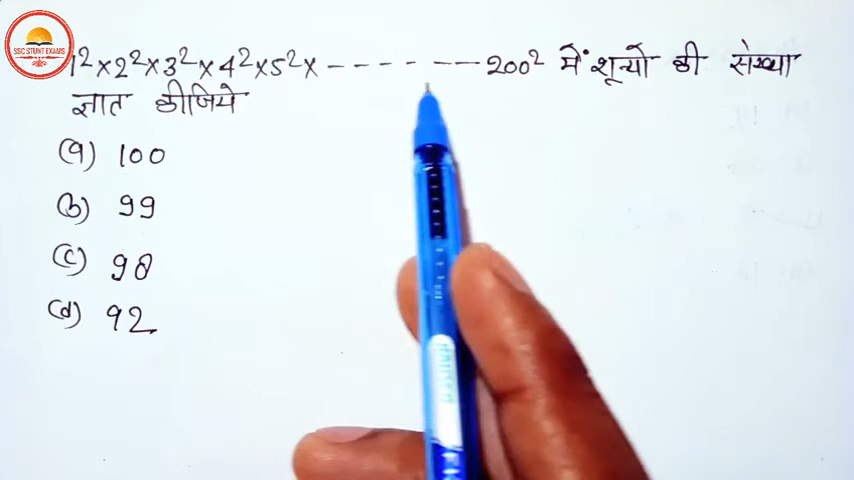 SSC STUNT EXAMS
1²×2²×3²×4²×5²×------200² में शून्यो की संख्या
ज्ञात कीजिये
(a) 100
(b) 99
(c) 98
(d) 92